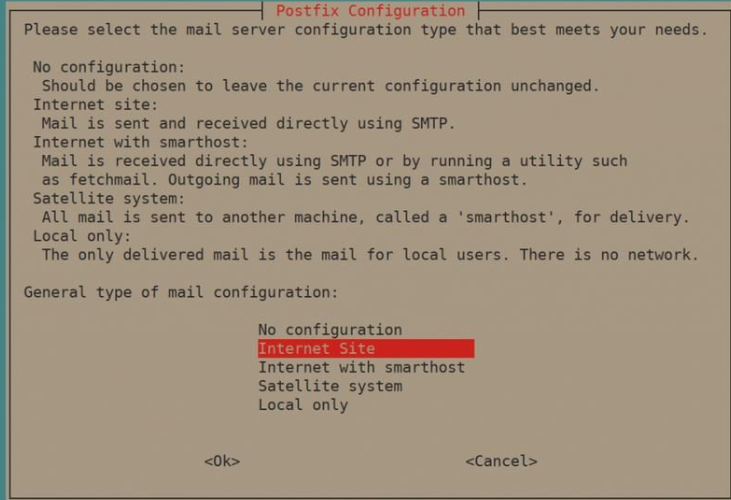 Postfix Configuration
Please select the mail server configuration type that best meets your needs.
No configuration:
Should be chosen to leave the current configuration unchanged.
Internet site:
Mail is sent and received directly using SMTP.
Internet with smarthost:
Mail is received directly using SMTP or by running a utility such
as fetchmail. Outgoing mail is sent using a smarthost.
Satellite system:
All mail is sent to another machine, called a 'smarthost', for delivery.
Local only:
The only delivered mail is the mail for local users. There is no network.
General type of mail configuration:
No configuration
Internet Site
Internet with smarthost
Satellite system
Local only
<Ok> <Cancel>